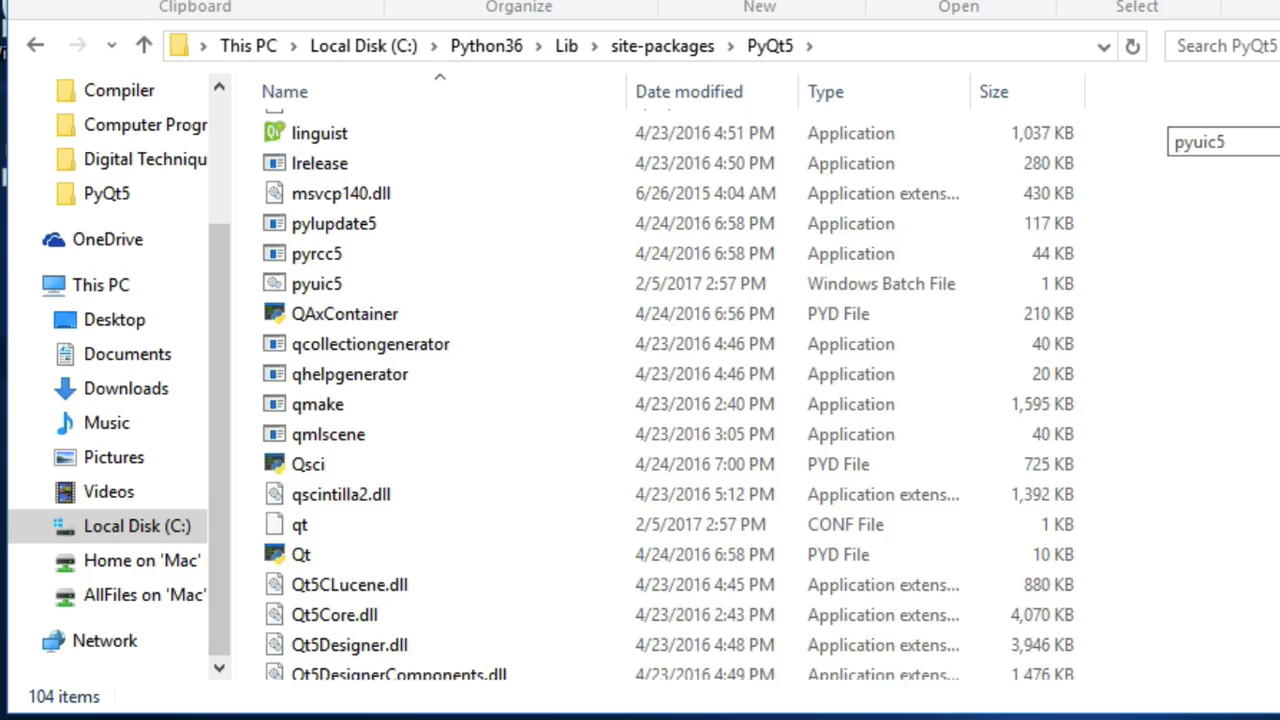 Clipboard Organize New Open Select
This PC Local Disk (C:) Python36 Lib site-packages PyQt5 Search PyQt5
Name Date modified Type Size
Compiler
Computer Progr
Digital Techniqu
PyQt5
OneDrive
This PC
Desktop
Documents
Downloads
Music
Pictures
Videos
Local Disk (C:)
Home on 'Mac'
AllFiles on 'Mac'
Network
linguist 4/23/2016 4:51 PM Application 1,037 KB
lrelease 4/23/2016 4:50 PM Application 280 KB
msvcp140.dll 6/26/2015 4:04 AM Application extens... 430 KB
pylupdate5 4/24/2016 6:58 PM Application 117 KB
pyrcc5 4/24/2016 6:58 PM Application 44 KB
pyuic5 2/5/2017 2:57 PM Windows Batch File 1 KB
QAxContainer 4/24/2016 6:56 PM PYD File 210 KB
qcollectiongenerator 4/23/2016 4:46 PM Application 40 KB
qhelpgenerator 4/23/2016 4:46 PM Application 20 KB
qmake 4/23/2016 2:40 PM Application 1,595 KB
qmlscene 4/23/2016 3:05 PM Application 40 KB
Qsci 4/24/2016 7:00 PM PYD File 725 KB
qscintilla2.dll 4/23/2016 5:12 PM Application extens... 1,392 KB
qt 2/5/2017 2:57 PM CONF File 1 KB
Qt 4/24/2016 6:58 PM PYD File 10 KB
Qt5CLucene.dll 4/23/2016 4:45 PM Application extens... 880 KB
Qt5Core.dll 4/23/2016 2:43 PM Application extens... 4,070 KB
Qt5Designer.dll 4/23/2016 4:48 PM Application extens... 3,946 KB
Qt5DesignerComponents.dll 4/23/2016 4:49 PM Application extens... 1,476 KB
pyuic5
104 items